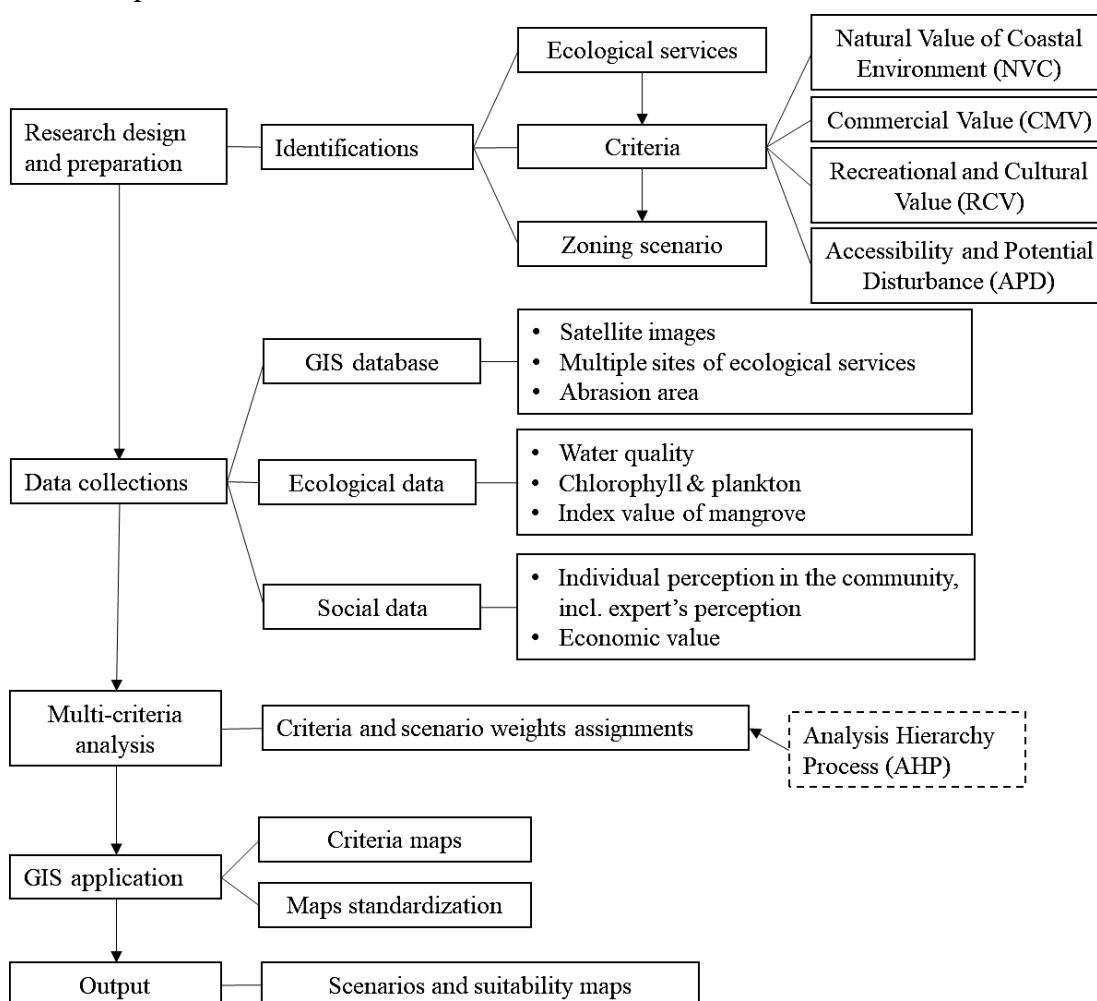 Ecological services
Natural Value of Coastal
Environment (NVC)
Research design
and preparation
Identifications
Criteria
Commercial Value (CMV)
Recreational and Cultural
Value (RCV)
Zoning scenario
Accessibility and Potential
Disturbance (APD)
Data collections
GIS database
• Satellite images
• Multiple sites of ecological services
• Abrasion area
Ecological data
• Water quality
• Chlorophyll & plankton
• Index value of mangrove
Social data
• Individual perception in the community,
incl. expert’s perception
• Economic value
Multi-criteria
analysis
Criteria and scenario weights assignments
Analysis Hierarchy
Process (AHP)
GIS application
Criteria maps
Maps standardization
Output
Scenarios and suitability maps